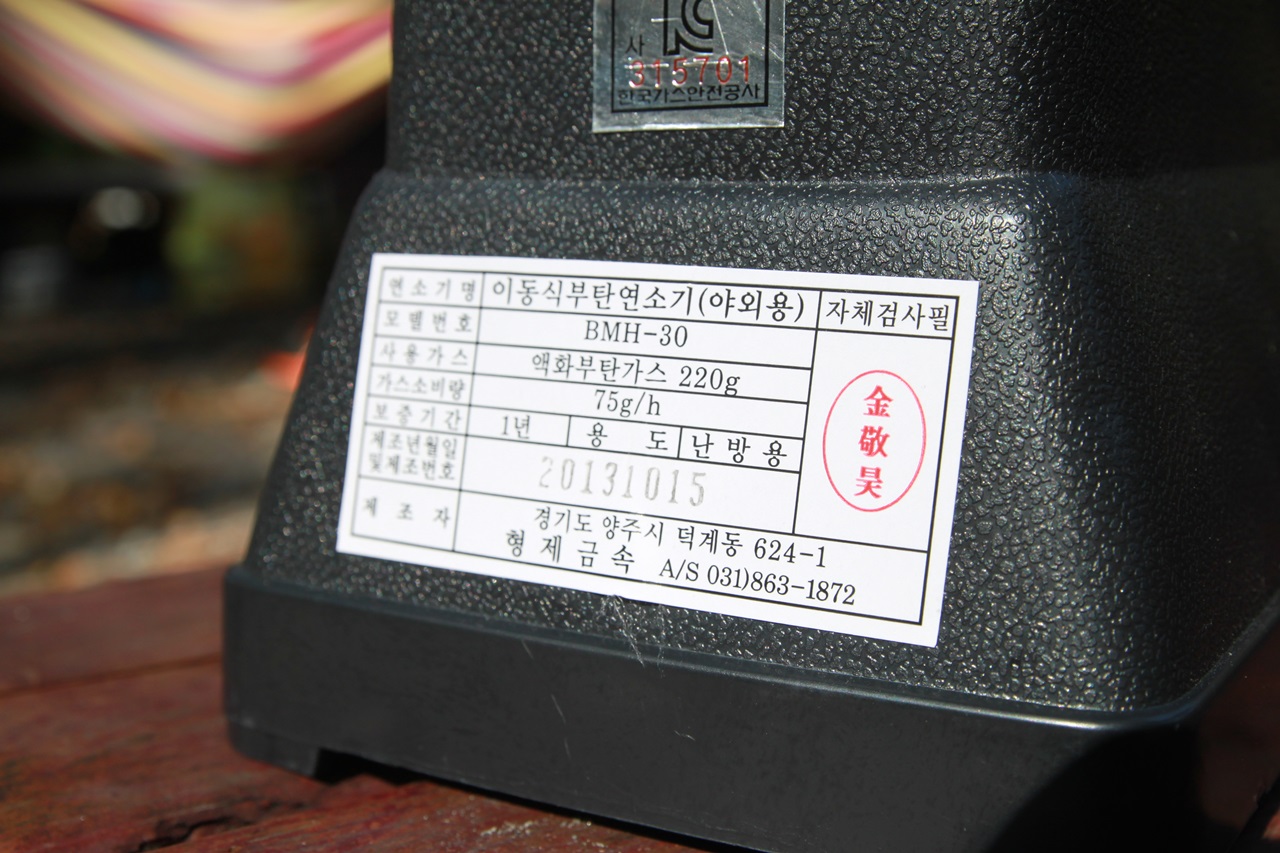 사
315701
한국가스안전공사
연소기명 이동식부탄연소기(야외용) 자체검사필
모델번호 BMH-30
사용가스 액화부탄가스 220g
가스소비량 75g/h
보증기간 1년 용도 난방용
제조년월일
및제조번호 20131015
金
敬
昊
제조자 경기도 양주시 덕계동 624-1
형제금속 A/S 031)863-1872